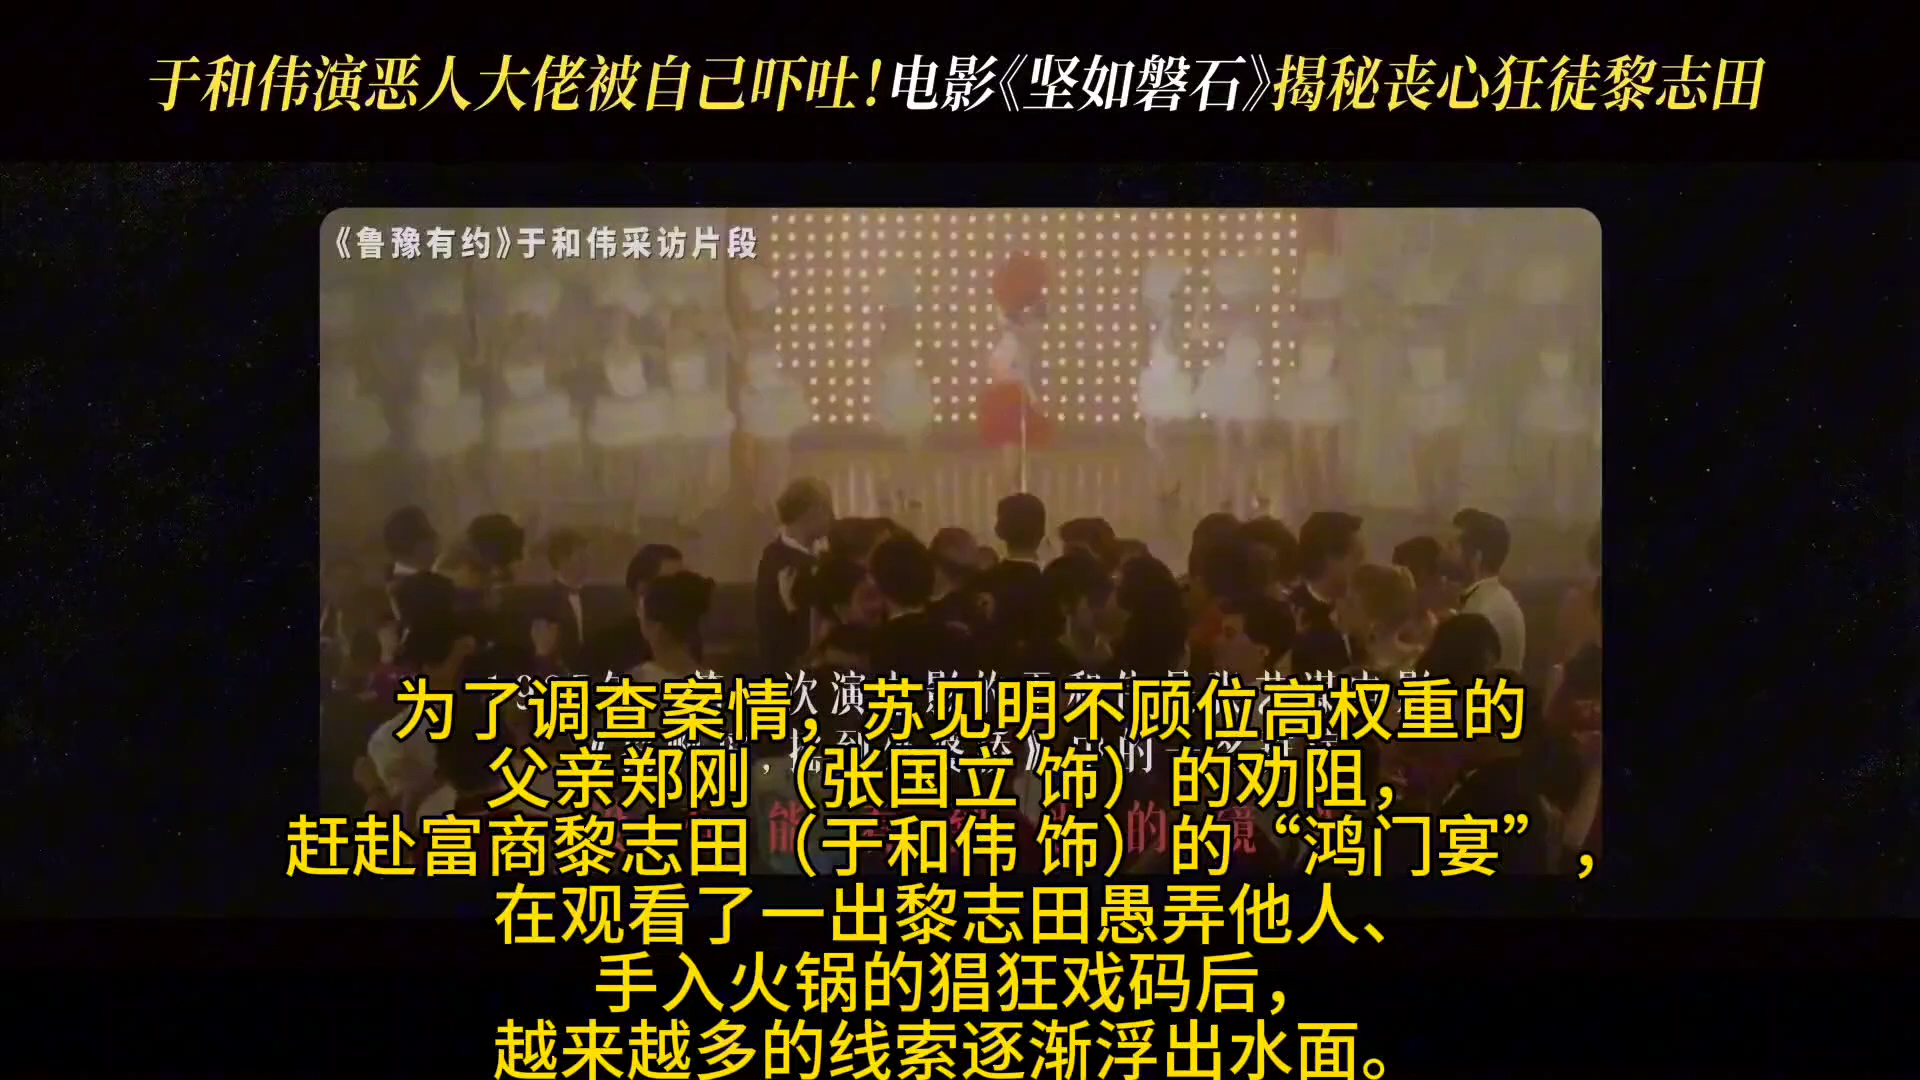 于和伟演恶人大佬被自己吓吐！电影《坚如磐石》揭秘丧心狂徒黎志田
《鲁豫有约》于和伟采访片段
为了调查案情，苏见明不顾位高权重的
父亲郑刚（张国立 饰）的劝阻，
赶赴富商黎志田（于和伟 饰）的“鸿门宴”，
在观看了一出黎志田愚弄他人、
手入火锅的猖狂戏码后，
越来越多的线索逐渐浮出水面。